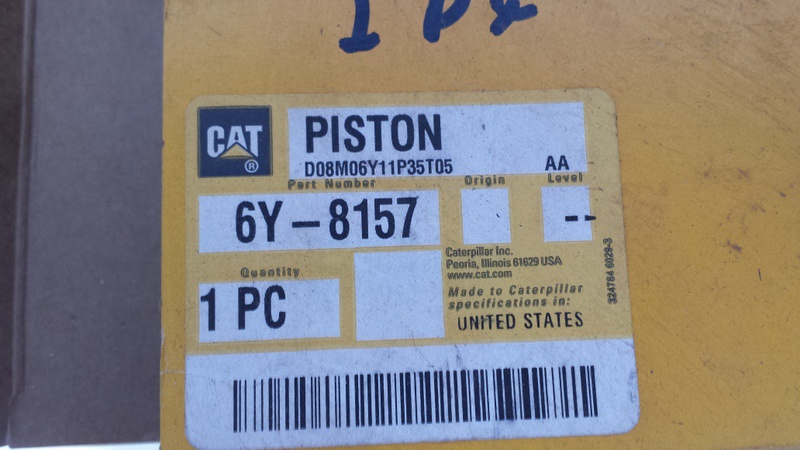 CAT
®
PISTON
D08M06Y11P35T05 AA
Part Number Origin Level
6Y-8157 --
Caterpillar Inc.
Peoria, Illinois 61629 USA
www.cat.com
Quantity
1 PC
Made to Caterpillar
specifications in:
UNITED STATES
324784 6029-3